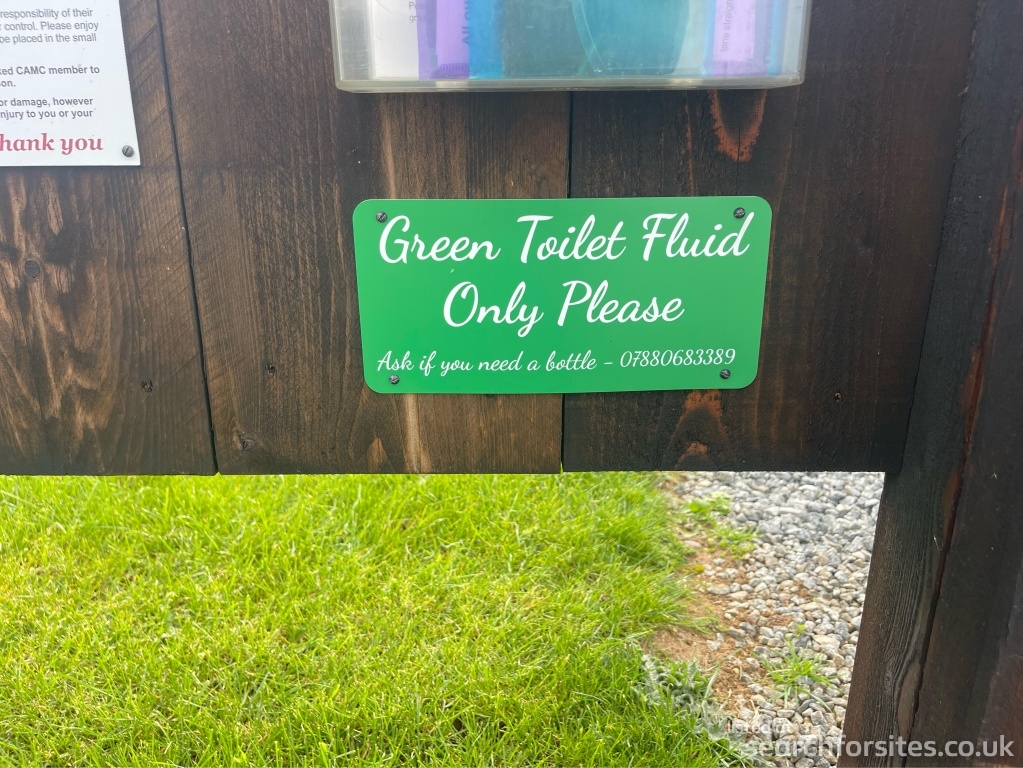 responsibility of their
control. Please enjoy
be placed in the small
CAMC member to
or damage, however
injury to you or your
hank you
Green Toilet Fluid
Only Please
Ask if you need a bottle - 07880683389
searchforsites.co.uk